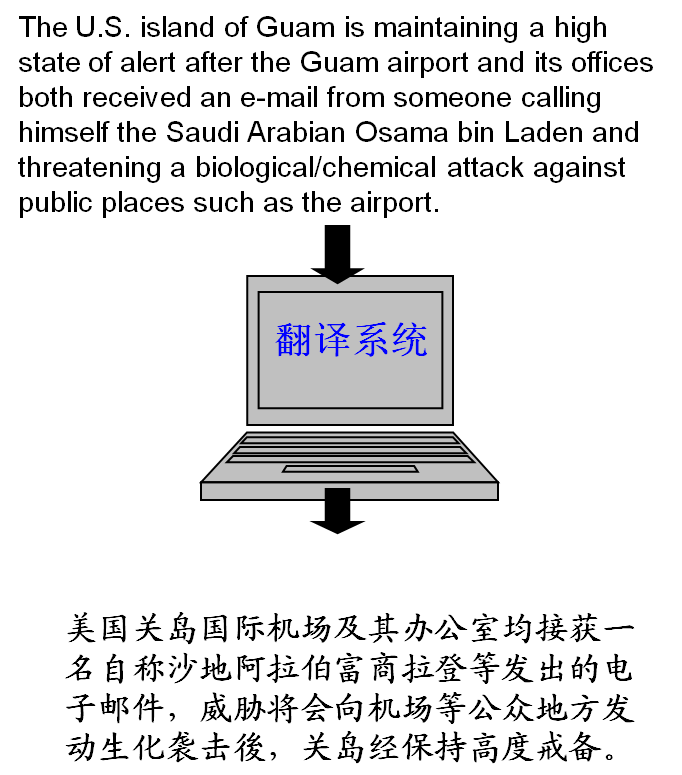 The U.S. island of Guam is maintaining a high
state of alert after the Guam airport and its offices
both received an e-mail from someone calling
himself the Saudi Arabian Osama bin Laden and
threatening a biological/chemical attack against
public places such as the airport.
翻译系统
美国关岛国际机场及其办公室均接获一
名自称沙地阿拉伯富商拉登等发出的电
子邮件，威胁将会向机场等公众地方发
动生化袭击後，关岛经保持高度戒备。